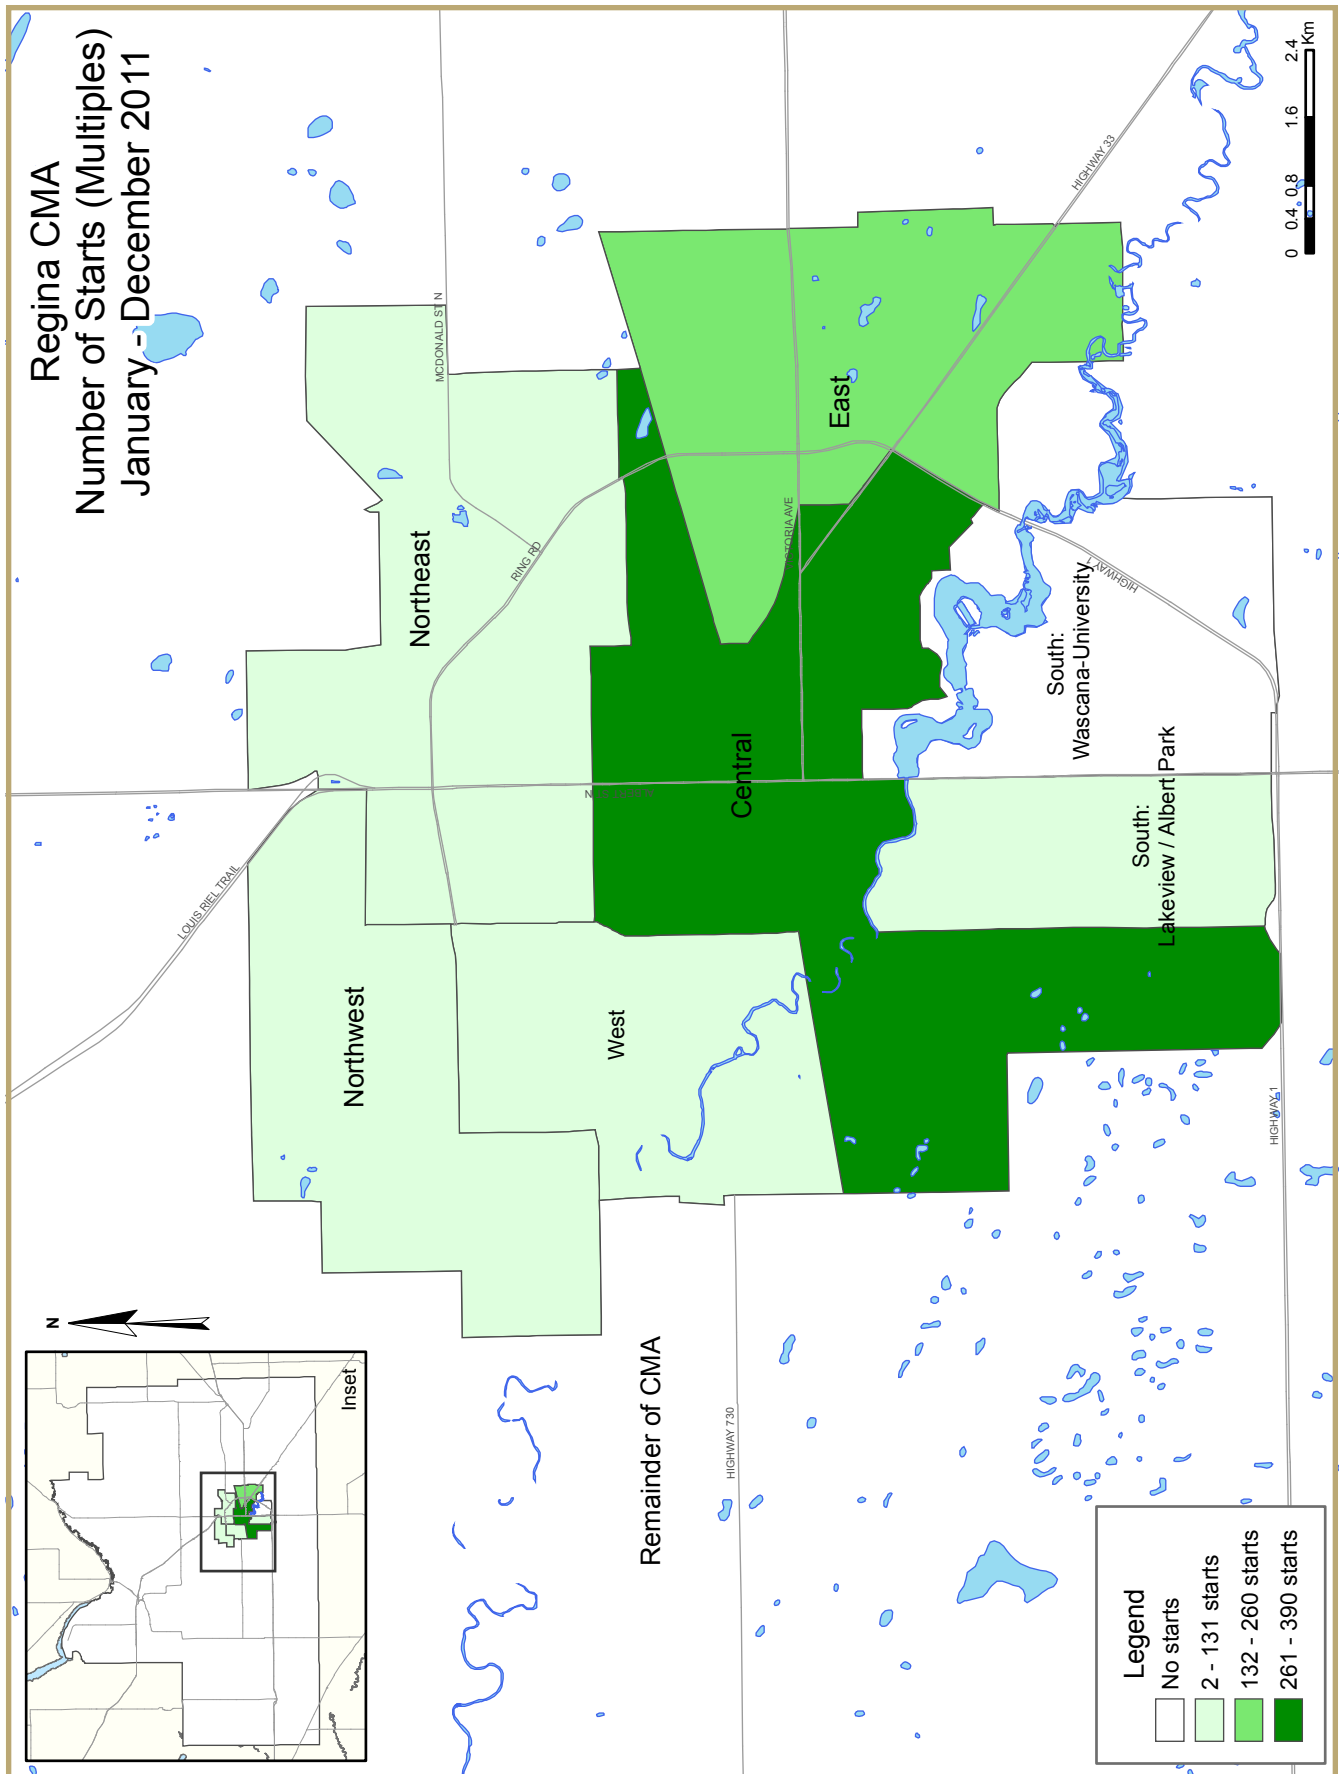 Regina CMA
Number of Starts (Multiples)
January - December 2011
N
Inset
LOUIS RIEL TRAIL
MCDONALD ST N
RING RD
Northwest
Northeast
West
Central
East
VICTORIA AVE
HIGHWAY 33
Remainder of CMA
HIGHWAY 730
South:
Wascana-University
HIGHWAY 1
South:
Lakeview / Albert Park
HIGHWAY 1
Legend
No starts
2 - 131 starts
132 - 260 starts
261 - 390 starts
0 0.4 0.8 1.6 2.4
Km